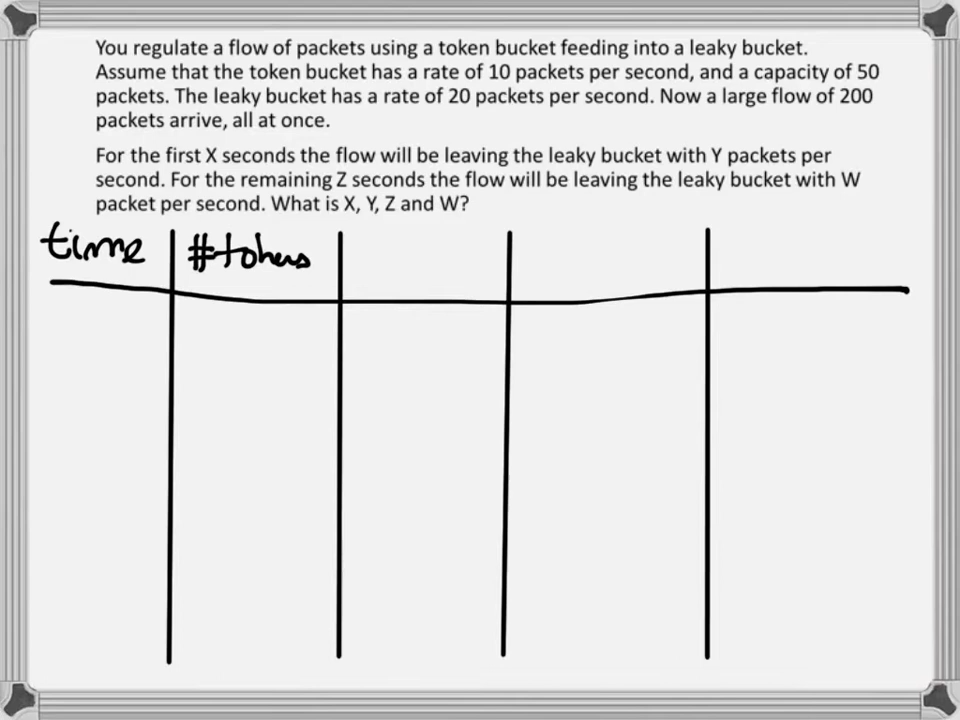 You regulate a flow of packets using a token bucket feeding into a leaky bucket.
Assume that the token bucket has a rate of 10 packets per second, and a capacity of 50
packets. The leaky bucket has a rate of 20 packets per second. Now a large flow of 200
packets arrive, all at once.
For the first X seconds the flow will be leaving the leaky bucket with Y packets per
second. For the remaining Z seconds the flow will be leaving the leaky bucket with W
packet per second. What is X, Y, Z and W?
time #tokens